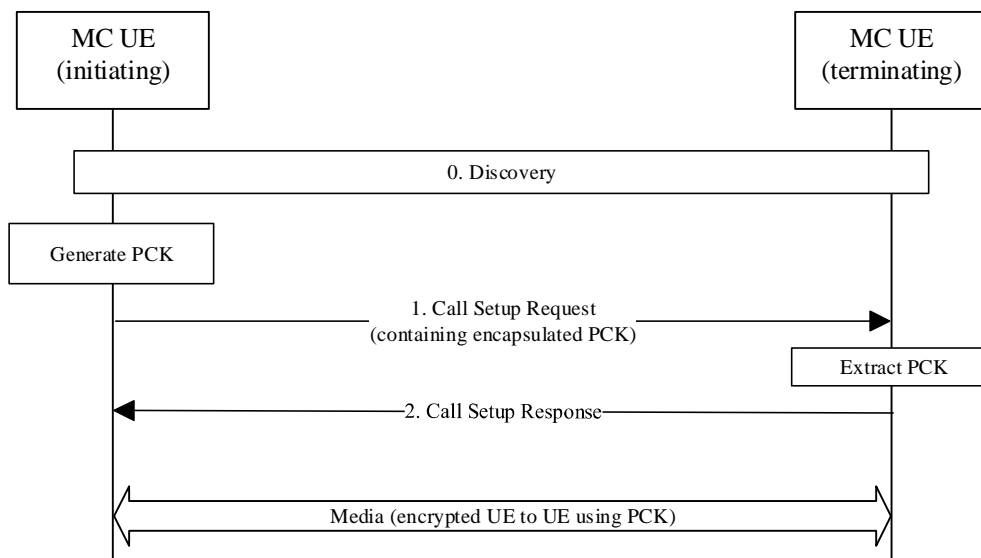 MC UE
(initiating)
MC UE
(terminating)
0. Discovery
Generate PCK
1. Call Setup Request
(containing encapsulated PCK)
Extract PCK
2. Call Setup Response
Media (encrypted UE to UE using PCK)